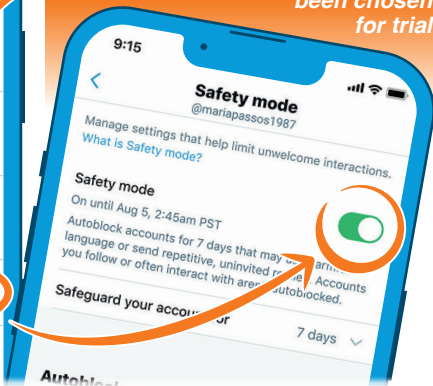 been chosen
for trial
9:15
Safety mode
@mariapassos1987
Manage settings that help limit unwelcome interactions.
What is Safety mode?
Safety mode
On until Aug 5, 2:45am PST
Autoblock accounts for 7 days that may
language or send repetitive, uninvited Accounts
you follow or often interact with aren't autoblocked.
Safeguard your account
7 days